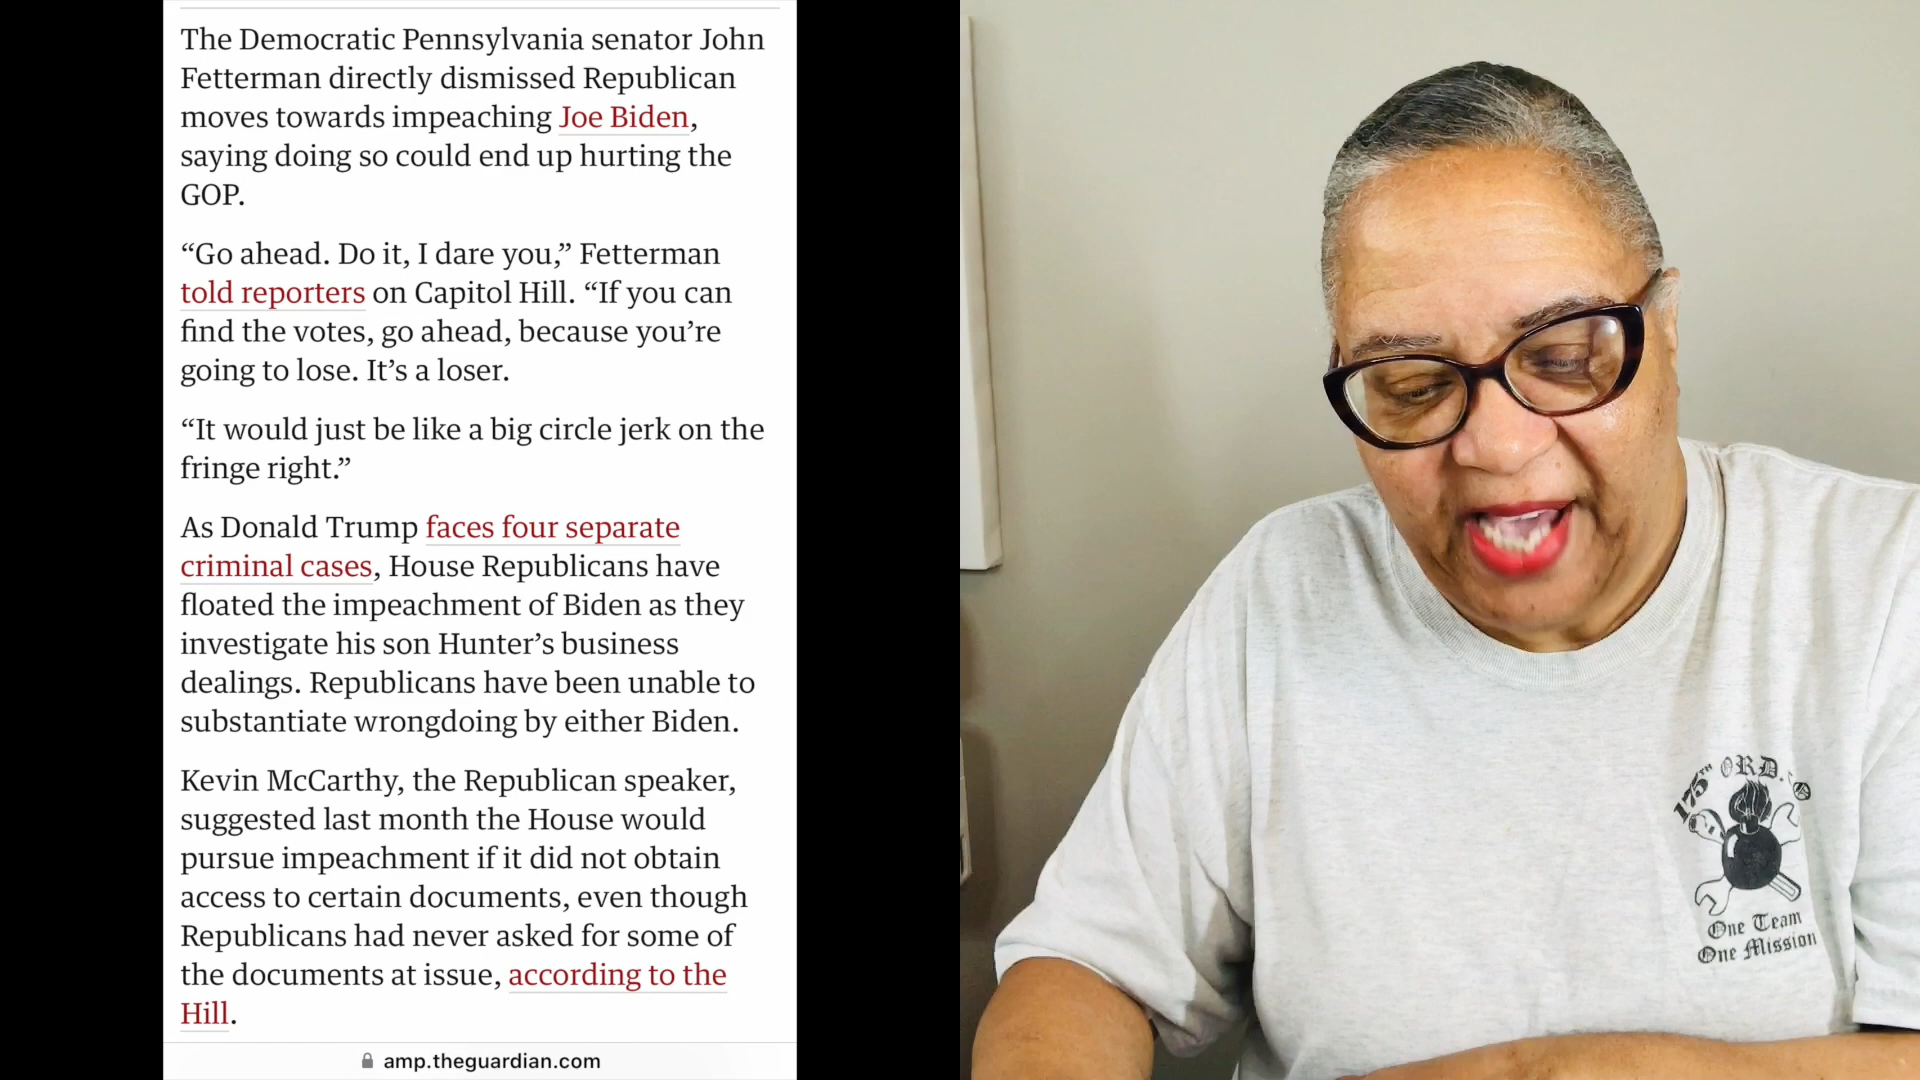 The Democratic Pennsylvania senator John
Fetterman directly dismissed Republican
moves towards impeaching Joe Biden,
saying doing so could end up hurting the
GOP.
“Go ahead. Do it, I dare you,” Fetterman
told reporters on Capitol Hill. “If you can
find the votes, go ahead, because you’re
going to lose. It’s a loser.
“It would just be like a big circle jerk on the
fringe right.”
As Donald Trump faces four separate
criminal cases, House Republicans have
floated the impeachment of Biden as they
investigate his son Hunter’s business
dealings. Republicans have been unable to
substantiate wrongdoing by either Biden.
Kevin McCarthy, the Republican speaker,
suggested last month the House would
pursue impeachment if it did not obtain
access to certain documents, even though
Republicans had never asked for some of
the documents at issue, according to the
Hill.
amp.theguardian.com
175TH ORD. CO
One Team
One Mission